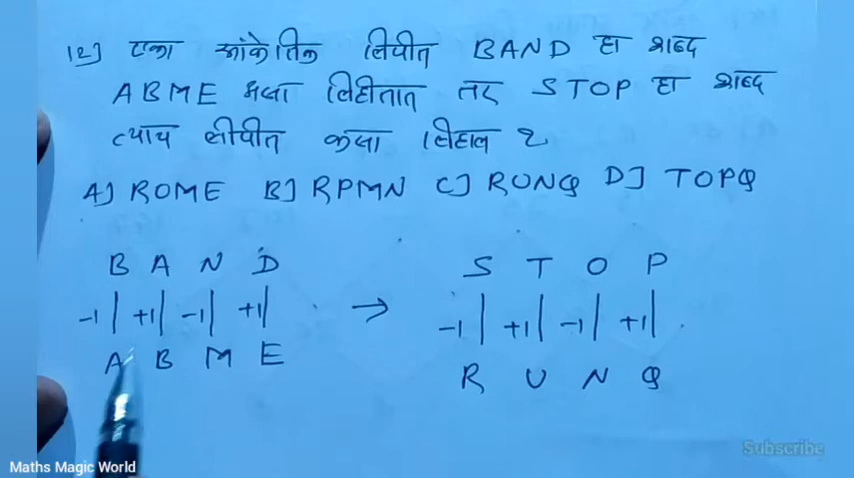 12] एका सांकेतिक लिपीत BAND हा शब्द
ABME असा लिहीतात तर STOP हा शब्द
त्याच लीपीत कसा लिहाल ?
A] ROME B] RPMN C] RUNQ D] TOPQ
B A N D S T O P
-1| +1| -1| +1| → -1| +1| -1| +1|
A B M E R U N Q
Subscribe
Maths Magic World